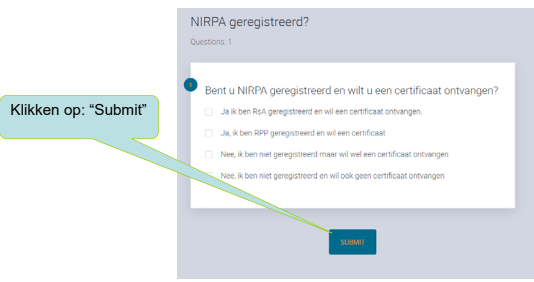 NIRPA geregistreerd?
Questions: 1
! Bent u NIRPA geregistreerd en wilt u een certificaat ontvangen?
Klikken op: “Submit”
Ja ik ben RsA geregistreerd en wil een certificaat ontvangen.
Ja, ik ben RPP geregistreerd en wil een certificaat
Nee, ik ben niet geregistreerd maar wil wel een certificaat ontvangen
Nee, ik ben niet geregistreerd en wil ook geen certificaat ontvangen
SUBMIT